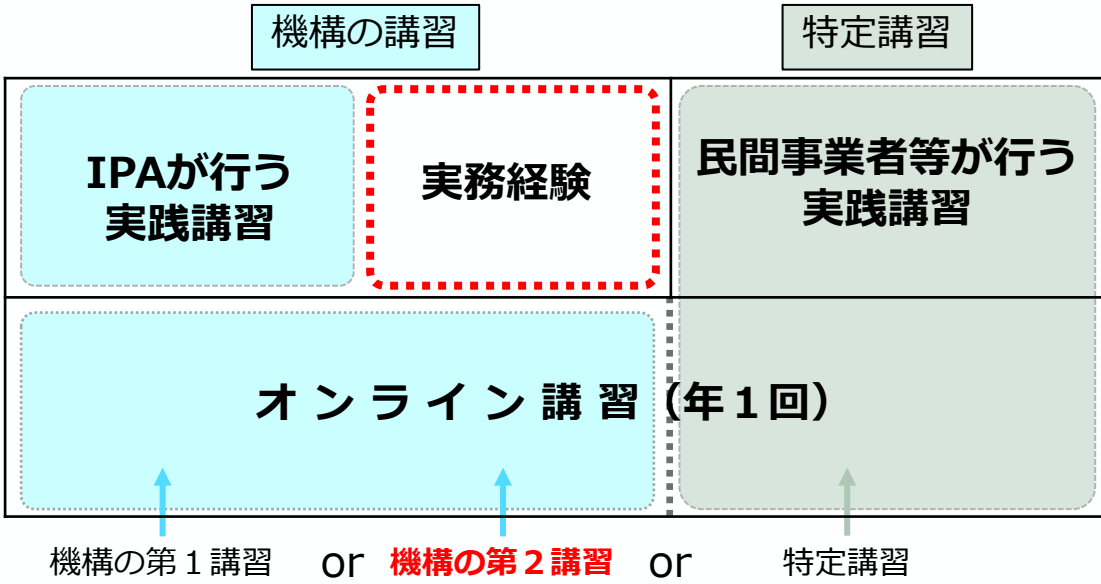 機構の講習
特定講習
IPAが行う
実践講習
実務経験
民間事業者等が行う
実践講習
オンライン講習（年１回）
機構の第１講習 or 機構の第２講習 or 特定講習